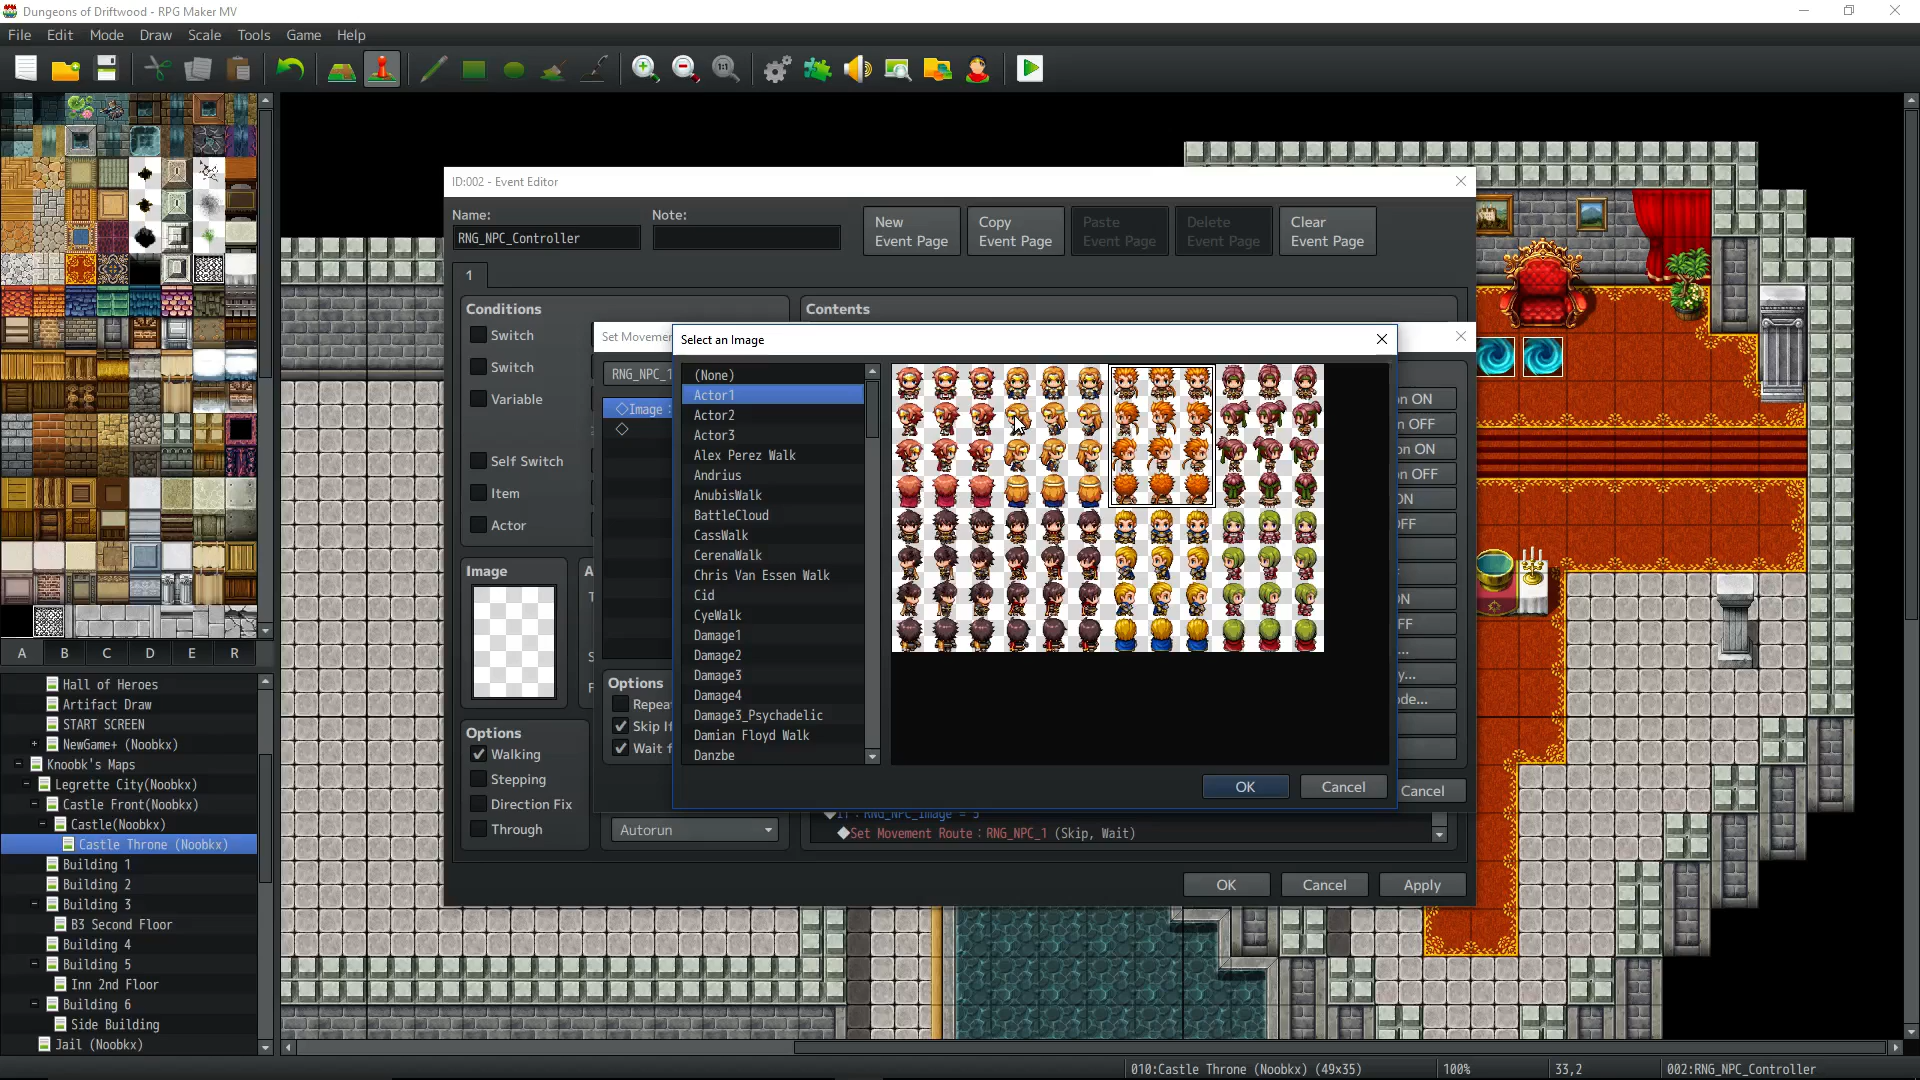 Dungeons of Driftwood - RPG Maker MV
File Edit Mode Draw Scale Tools Game Help
ID:002 - Event Editor
Name:
Note:
RNG_NPC_Controller
New Event Page
Copy Event Page
Paste Event Page
Delete Event Page
Clear Event Page
1
Conditions
Switch
Switch
Variable
Self Switch
Item
Actor
Image
Options
Walking
Stepping
Direction Fix
Through
Autorun
Contents
Set Movemen
RNG_NPC_1
◇Image :
◇
Options
Repea
Skip If
Wait f
Select an Image
(None)
Actor1
Actor2
Actor3
Alex Perez Walk
Andrius
AnubisWalk
BattleCloud
CassWalk
CerenaWalk
Chris Van Essen Walk
Cid
CyeWalk
Damage1
Damage2
Damage3
Damage4
Damage3_Psychadelic
Damian Floyd Walk
Danzbe
OK
Cancel
on ON
n OFF
on ON
on OFF
ON
OFF
ON
FF
...
y...
ode...
Cancel
◆Set Movement Route : RNG_NPC_1 (Skip, Wait)
OK
Cancel
Apply
A B C D E R
Hall of Heroes
Artifact Draw
START SCREEN
NewGame+ (Noobkx)
Knoobk's Maps
Legrette City(Noobkx)
Castle Front(Noobkx)
Castle(Noobkx)
Castle Throne (Noobkx)
Building 1
Building 2
Building 3
B3 Second Floor
Building 4
Building 5
Inn 2nd Floor
Building 6
Side Building
Jail (Noobkx)
010:Castle Throne (Noobkx) (49x35)
100%
33,2
002:RNG_NPC_Controller